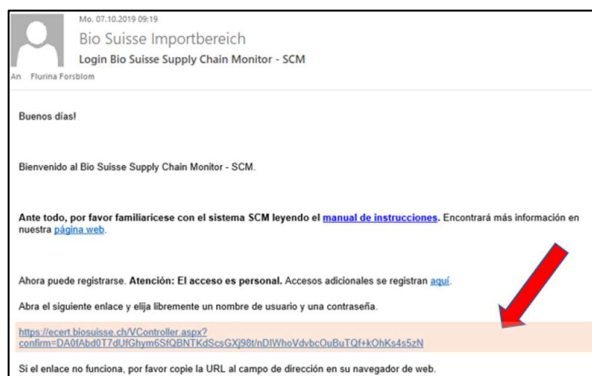 Mo. 07.10.2019 09:19
Bio Suisse Importbereich
Login Bio Suisse Supply Chain Monitor - SCM
An Flurina Forsblom
Buenos días!
Bienvenido al Bio Suisse Supply Chain Monitor - SCM.
Ante todo, por favor familiaricese con el sistema SCM leyendo el manual de instrucciones. Encontrará más información en
nuestra página web.
Ahora puede registrarse. Atención: El acceso es personal. Accesos adicionales se registran aquí.
Abra el siguiente enlace y elija libremente un nombre de usuario y una contraseña.
https://ecert.biosuisse.ch/VController.aspx?
confirm=DA0fAbd0T7dUfGhym6SfQBNTKdScsGXj98t/nDIWhoVdvbcOuBuTQf+kOhKs4s5zN
Si el enlace no funciona, por favor copie la URL al campo de dirección en su navegador de web.